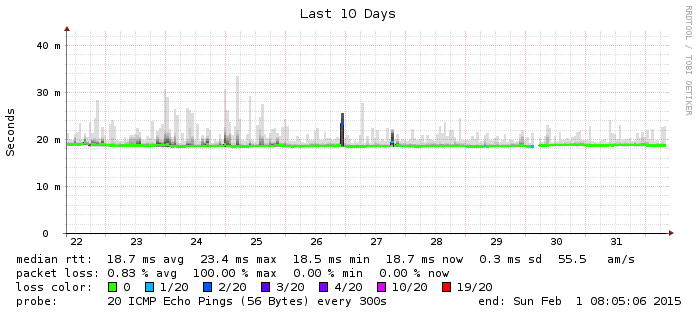 Last 10 Days
RRDTOOL / TOBI OETIKER
Seconds
40 m
30 m
20 m
10 m
0
22 23 24 25 26 27 28 29 30 31
median rtt: 18.7 ms avg 23.4 ms max 18.5 ms min 18.7 ms now 0.3 ms sd 55.5 am/s
packet loss: 0.83 % avg 100.00 % max 0.00 % min 0.00 % now
loss color: 0 1/20 2/20 3/20 4/20 10/20 19/20
probe: 20 ICMP Echo Pings (56 Bytes) every 300s end: Sun Feb 1 08:05:06 2015